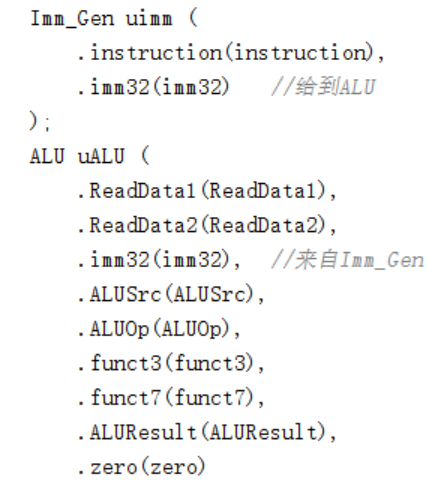 Imm_Gen uimm (
.instruction(instruction),
.imm32(imm32) //给到ALU
);
ALU uALU (
.ReadData1(ReadData1),
.ReadData2(ReadData2),
.imm32(imm32), //来自Imm_Gen
.ALUSrc(ALUSrc),
.ALUOp(ALUOp),
.funct3(funct3),
.funct7(funct7),
.ALUResult(ALUResult),
.zero(zero)